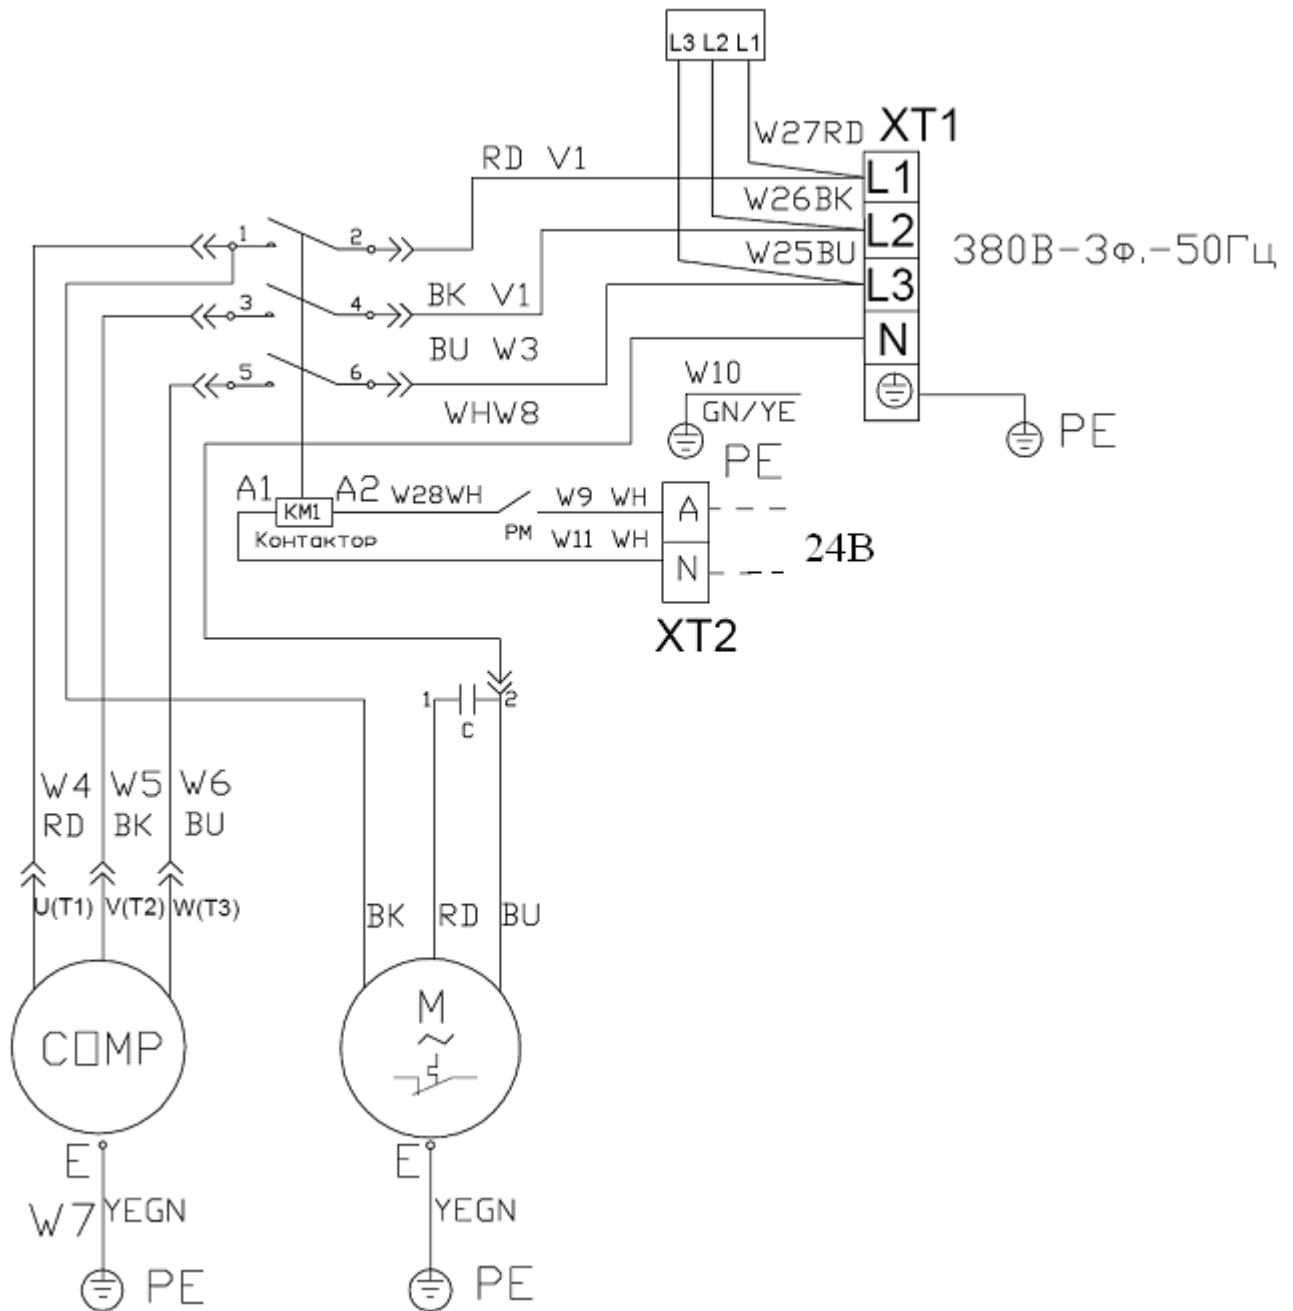 L3 L2 L1
XT1
W27RD
RD V1
L1
W26BK
1 2
L2
W25BU
380В-3ф.-50Гц
L3
3 4
BK V1
BU W3
N
5 6
W10
WHW8
GN/YE
PE
PE
A1 KM1 A2 W28WH
W9 WH
A
Контактор
PM
W11 WH
24В
N
XT2
1 2
C
W4 W5 W6
RD BK BU
U(T1) V(T2) W(T3)
BK RD BU
M
~
COMP
E E
W7 YEGN
YEGN
PE
PE